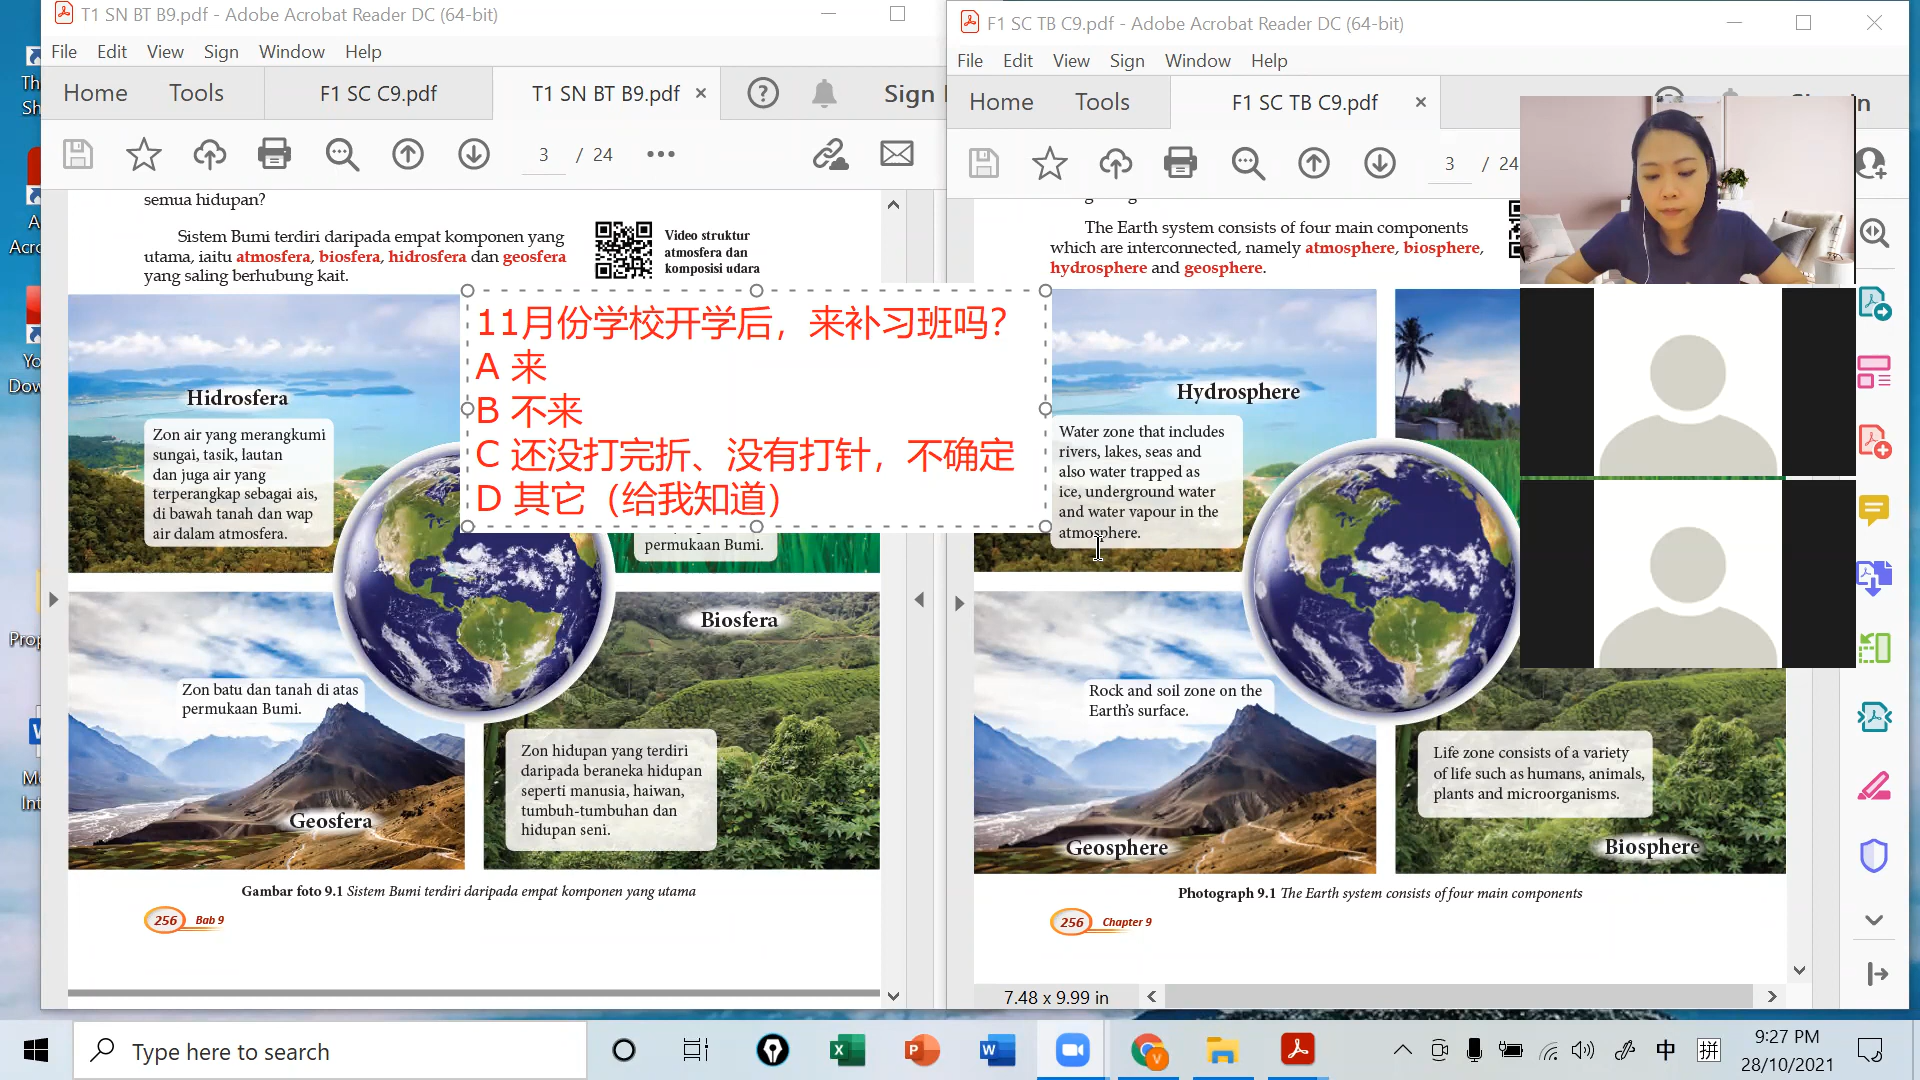 T1 SN BT B9.pdf - Adobe Acrobat Reader DC (64-bit)
File Edit View Sign Window Help
Home Tools F1 SC C9.pdf T1 SN BT B9.pdf × Sign
3 / 24
semua hidupan?
Sistem Bumi terdiri daripada empat komponen yang
utama, iaitu atmosfera, biosfera, hidrosfera dan geosfera
yang saling berhubung kait.
Video struktur
atmosfera dan
komposisi udara
Hidrosfera
Zon air yang merangkumi
sungai, tasik, lautan
dan juga air yang
terperangkap sebagai ais,
di bawah tanah dan wap
air dalam atmosfera.
permukaan Bumi.
Biosfera
Zon batu dan tanah di atas
permukaan Bumi.
Geosfera
Zon hidupan yang terdiri
daripada beraneka hidupan
seperti manusia, haiwan,
tumbuh-tumbuhan dan
hidupan seni.
Gambar foto 9.1 Sistem Bumi terdiri daripada empat komponen yang utama
256 Bab 9
11月份学校开学后，来补习班吗？
A 来
B 不来
C 还没打完折、没有打针，不确定
D 其它（给我知道）
F1 SC TB C9.pdf - Adobe Acrobat Reader DC (64-bit)
File Edit View Sign Window Help
Home Tools F1 SC TB C9.pdf ×
3 / 24
The Earth system consists of four main components
which are interconnected, namely atmosphere, biosphere,
hydrosphere and geosphere.
Hydrosphere
Water zone that includes
rivers, lakes, seas and
also water trapped as
ice, underground water
and water vapour in the
atmosphere.
Rock and soil zone on the
Earth's surface.
Geosphere
Life zone consists of a variety
of life such as humans, animals,
plants and microorganisms.
Biosphere
Photograph 9.1 The Earth system consists of four main components
256 Chapter 9
7.48 x 9.99 in
Type here to search
中 拼
9:27 PM
28/10/2021